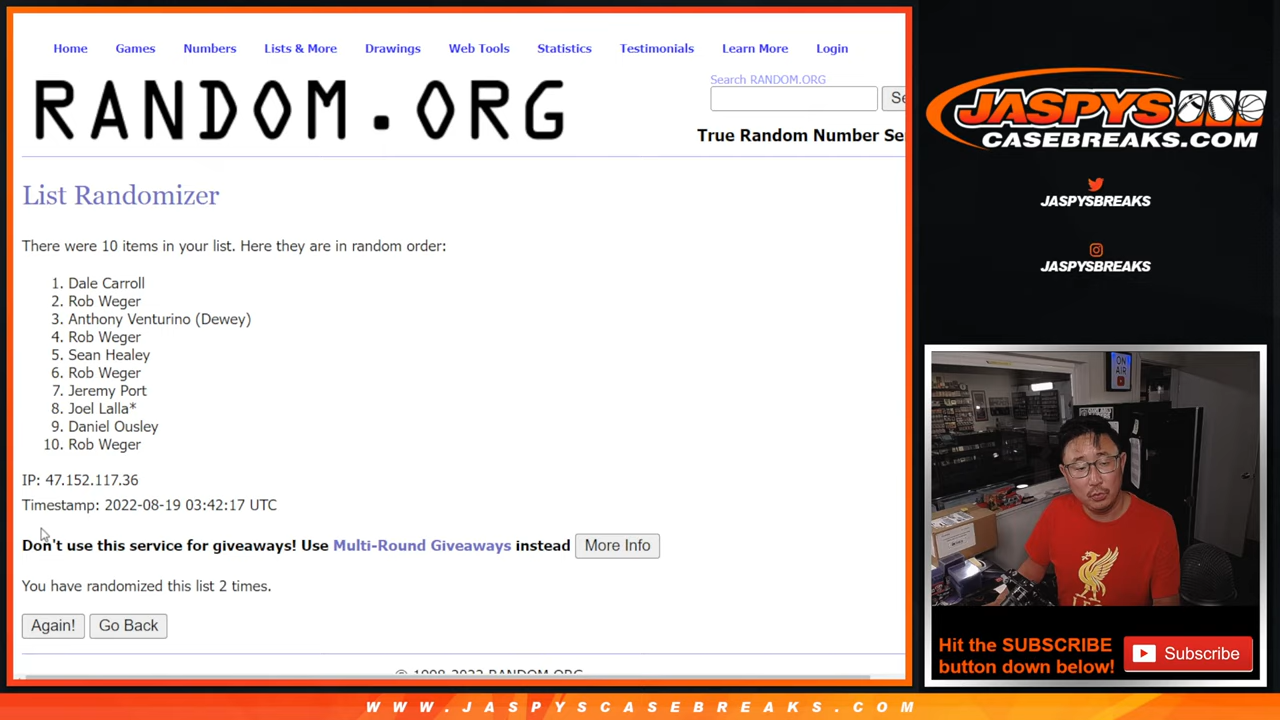 Home Games Numbers Lists & More Drawings Web Tools Statistics Testimonials Learn More Login
Search RANDOM.ORG
RANDOM.ORG
True Random Number Se
List Randomizer
There were 10 items in your list. Here they are in random order:
1. Dale Carroll
2. Rob Weger
3. Anthony Venturino (Dewey)
4. Rob Weger
5. Sean Healey
6. Rob Weger
7. Jeremy Port
8. Joel Lalla*
9. Daniel Ousley
10. Rob Weger
IP: 47.152.117.36
Timestamp: 2022-08-19 03:42:17 UTC
Don't use this service for giveaways! Use Multi-Round Giveaways instead More Info
You have randomized this list 2 times.
Again! Go Back
JASPYS
CASEBREAKS.COM
JASPYSBREAKS
JASPYSBREAKS
ON
AIR
Hit the SUBSCRIBE
button down below!
Subscribe
WWW.JASPYSCASEBREAKS.COM